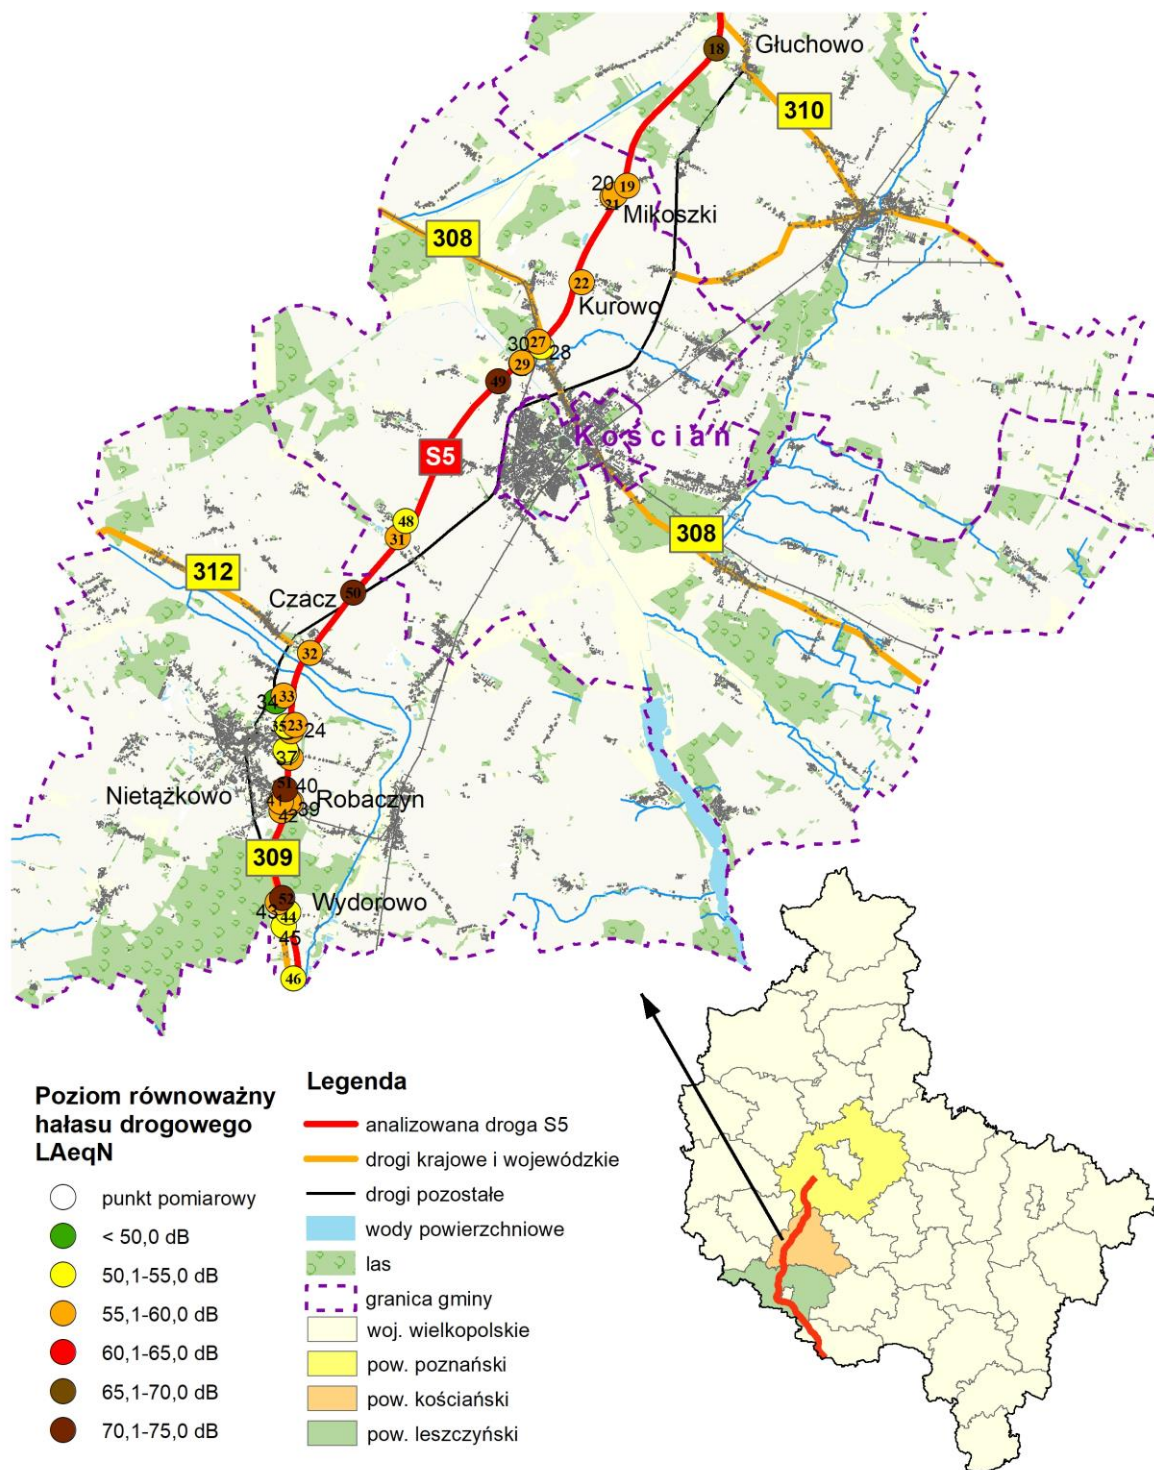 18
Głuchowo
310
20
19
21
Mikoszki
308
22
Kurowo
30
27
28
29
49
Kościan
S5
48
31
308
312
50
Czacz
32
33
34
35
23
24
37
51
40
Nietążkowo
41
Robaczyn
39
42
309
52
Wydorowo
43
44
45
46
Poziom równoważny
hałasu drogowego
LAeqN
punkt pomiarowy
< 50,0 dB
50,1-55,0 dB
55,1-60,0 dB
60,1-65,0 dB
65,1-70,0 dB
70,1-75,0 dB
Legenda
analizowana droga S5
drogi krajowe i wojewódzkie
drogi pozostałe
wody powierzchniowe
las
granica gminy
woj. wielkopolskie
pow. poznański
pow. kościański
pow. leszczyński